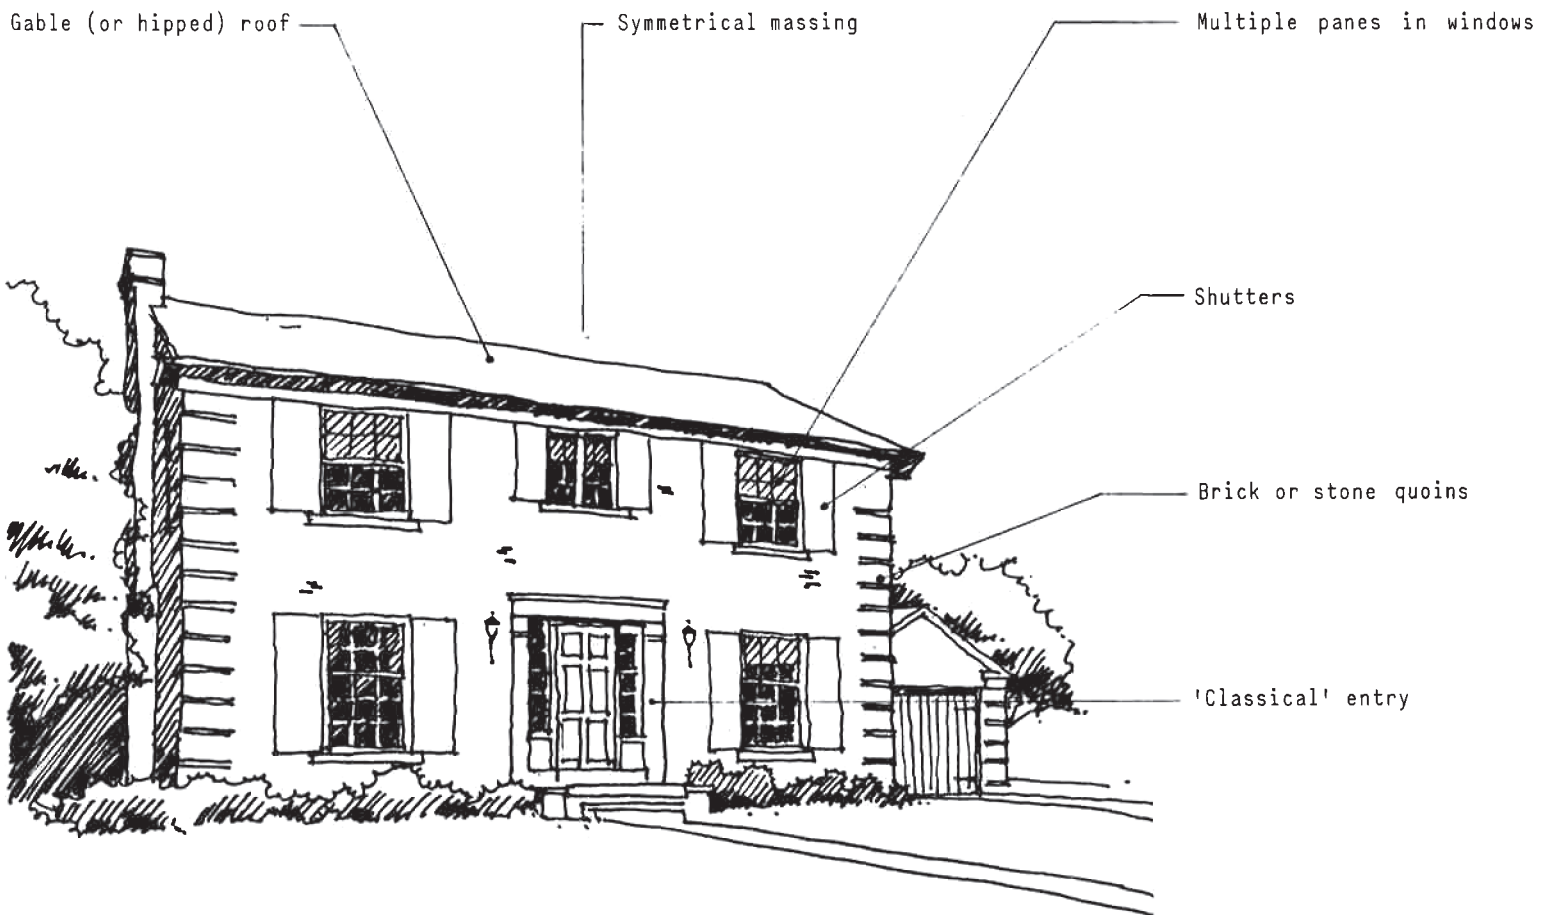 Gable (or hipped) roof
Symmetrical massing
Multiple panes in windows
Shutters
Brick or stone quoins
'Classical' entry